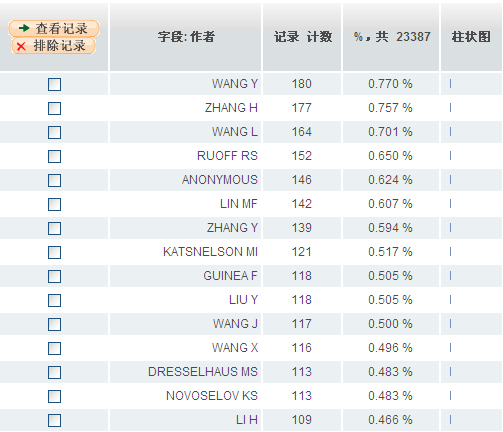 查看记录
排除记录
字段:作者 记录 计数 %,共 23387 柱状图
WANG Y 180 0.770 %
ZHANG H 177 0.757 %
WANG L 164 0.701 %
RUOFF RS 152 0.650 %
ANONYMOUS 146 0.624 %
LIN MF 142 0.607 %
ZHANG Y 139 0.594 %
KATSNELSON MI 121 0.517 %
GUINEA F 118 0.505 %
LIU Y 118 0.505 %
WANG J 117 0.500 %
WANG X 116 0.496 %
DRESSELHAUS MS 113 0.483 %
NOVOSELOV KS 113 0.483 %
LI H 109 0.466 %